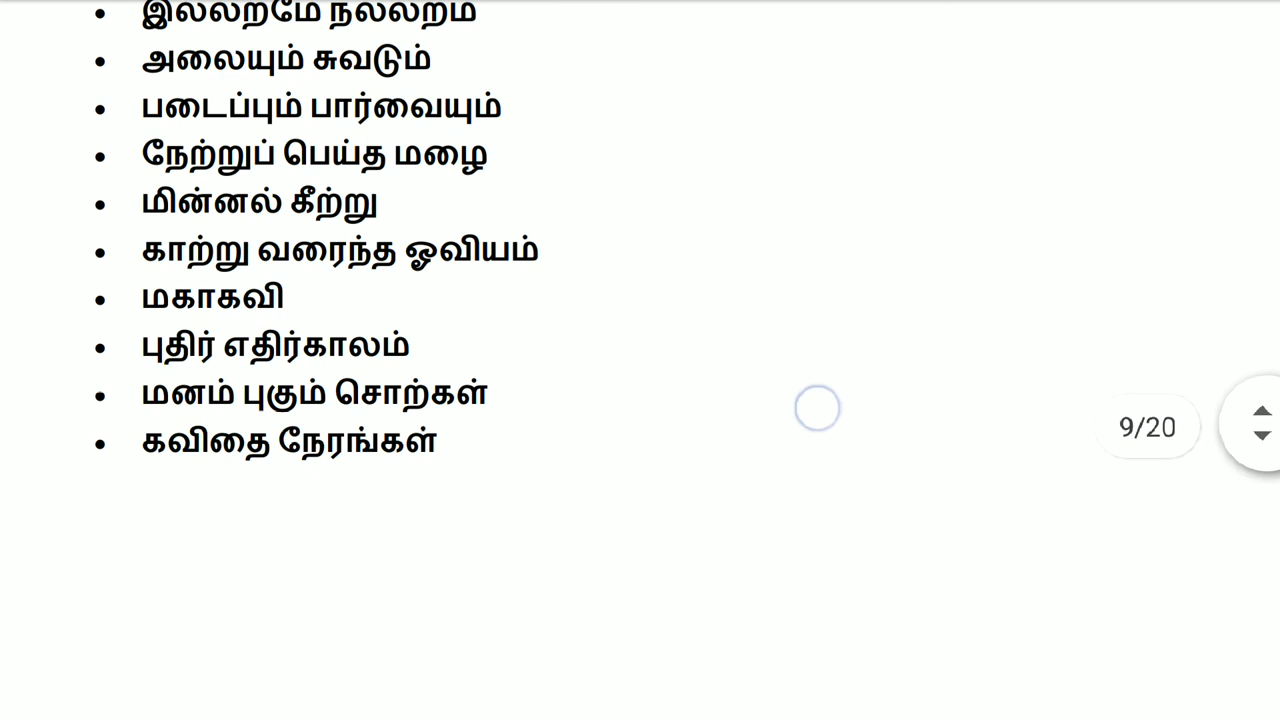 • இல்லறமே நல்லறம்
• அலையும் சுவடும்
• படைப்பும் பார்வையும்
• நேற்றுப் பெய்த மழை
• மின்னல் கீற்று
• காற்று வரைந்த ஓவியம்
• மகாகவி
• புதிர் எதிர்காலம்
• மனம் புகும் சொற்கள்
9/20
• கவிதை நேரங்கள்